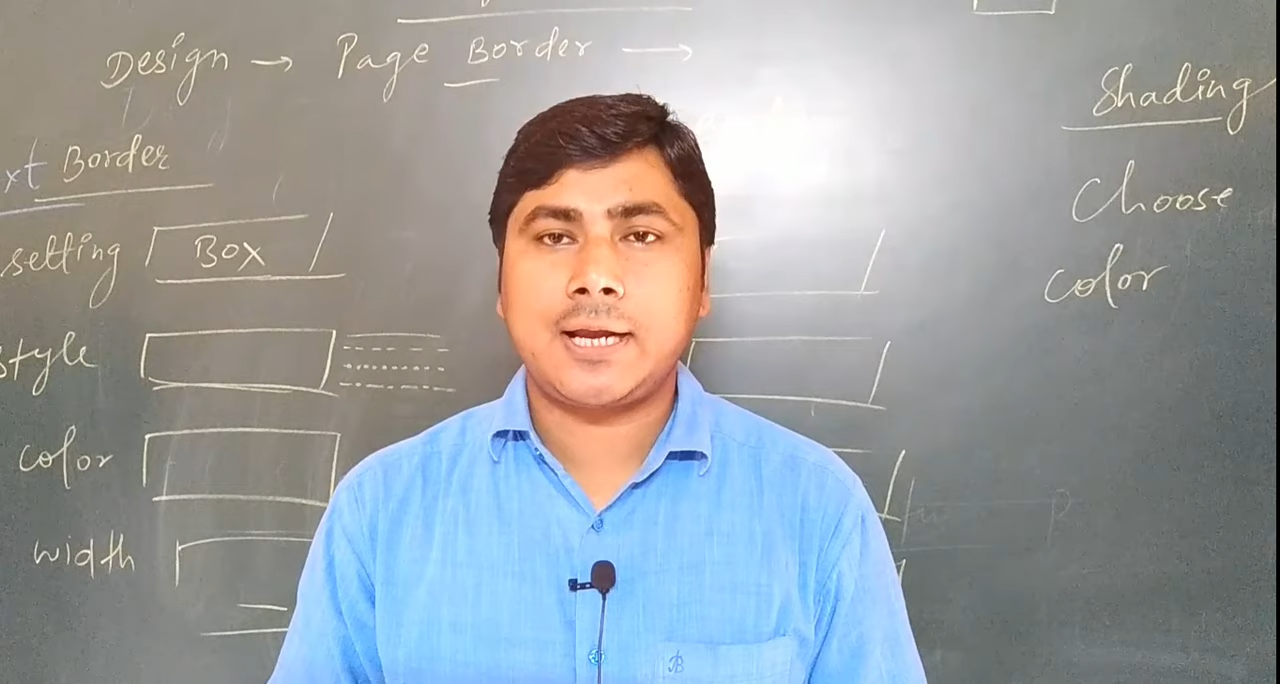 Design → Page Border →
Shading
xt Border
Choose
setting Box
color
style
color
width